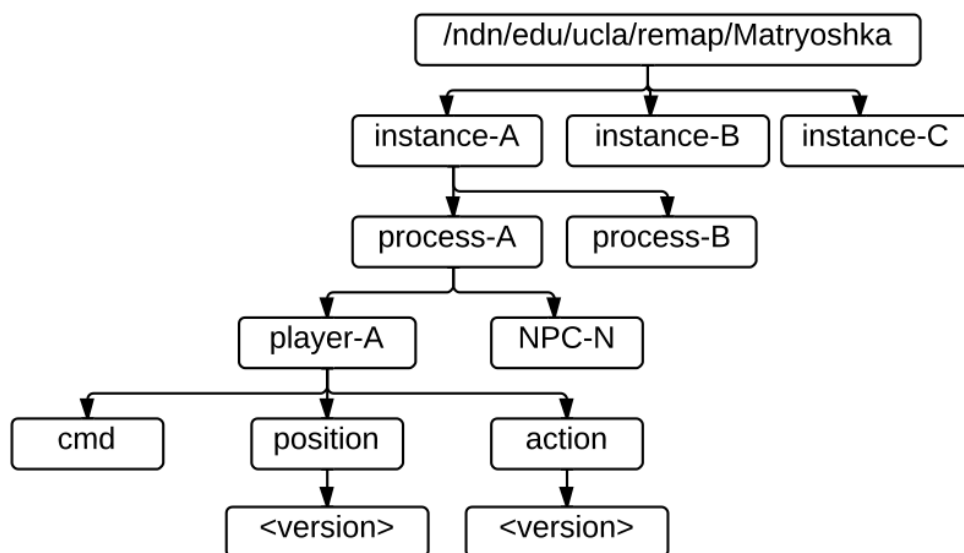 /ndn/edu/ucla/remap/Matryoshka
instance-A
instance-B
instance-C
process-A
process-B
player-A
NPC-N
cmd
position
action
<version>
<version>